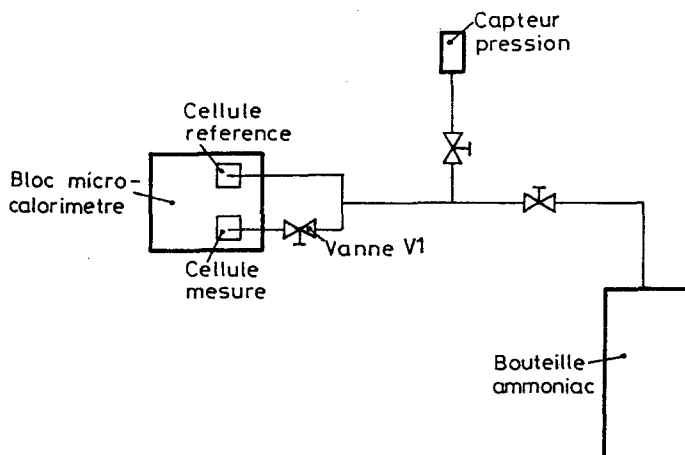 Capteur
pression
Cellule
reference
Bloc micro-
calorimetre
Vanne V1
Cellule
mesure
Bouteille
ammoniac